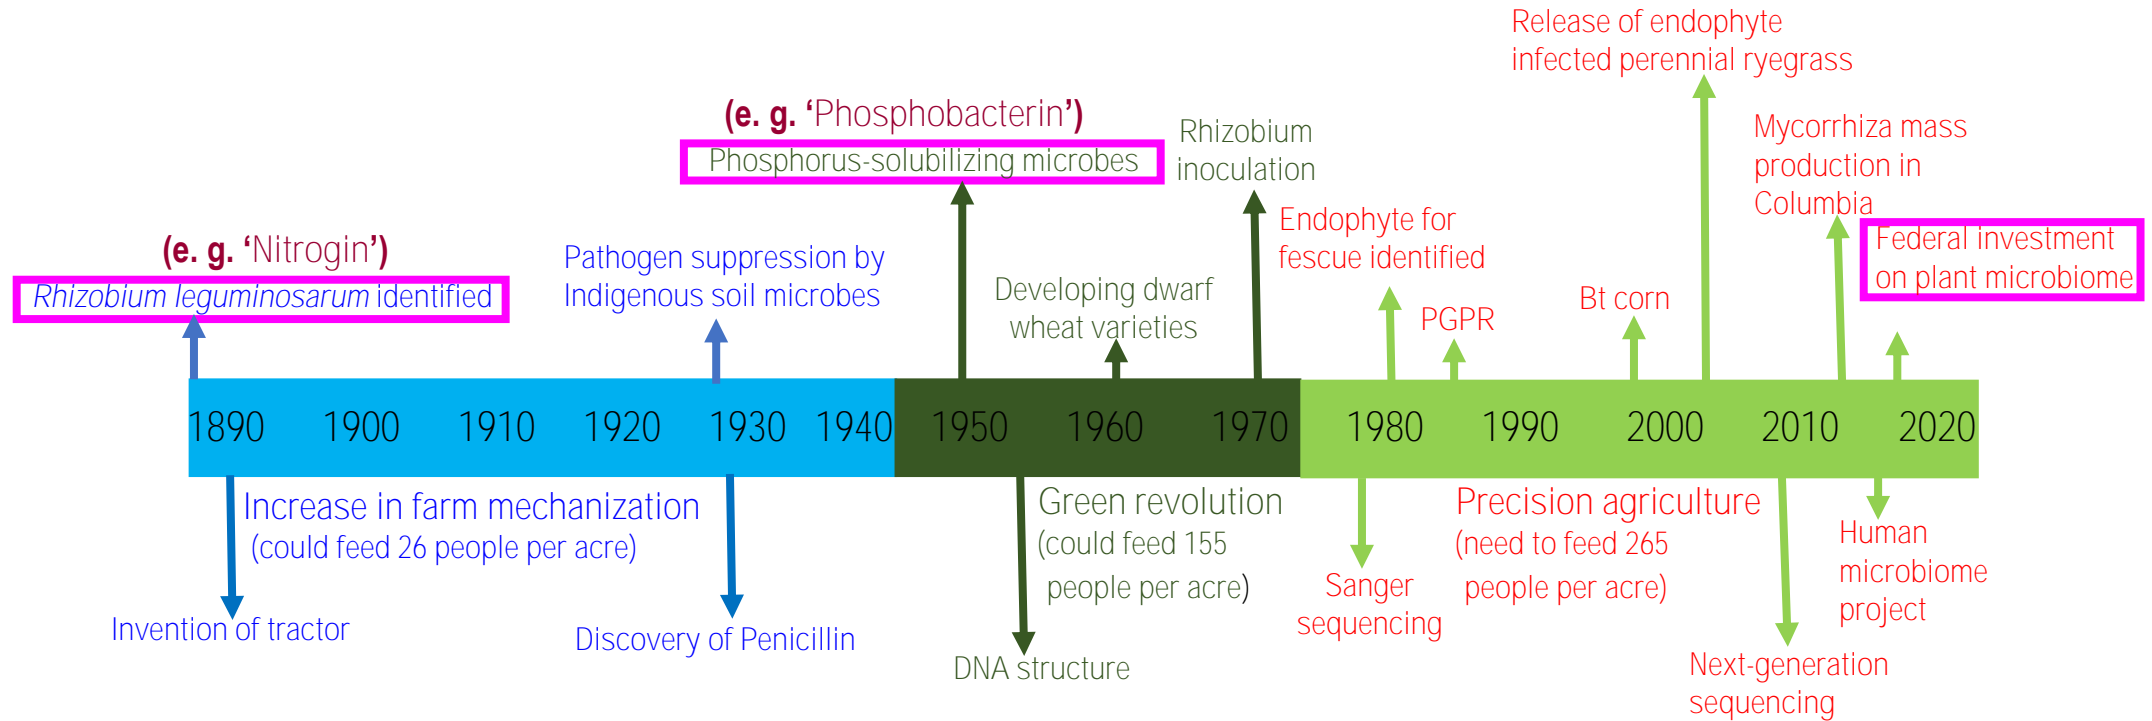 Release of endophyte
infected perennial ryegrass
(e. g. ‘Phosphobacterin’)
Phosphorus-solubilizing microbes
Rhizobium
inoculation
Mycorrhiza mass
production in
Columbia
(e. g. ‘Nitrogin’)
Rhizobium leguminosarum identified
Pathogen suppression by
Indigenous soil microbes
Developing dwarf
wheat varieties
Endophyte for
fescue identified
PGPR
Bt corn
Federal investment
on plant microbiome
1890 1900 1910 1920 1930 1940 1950 1960 1970 1980 1990 2000 2010 2020
Increase in farm mechanization
(could feed 26 people per acre)
Green revolution
(could feed 155
people per acre)
Precision agriculture
(need to feed 265
people per acre)
Invention of tractor
Discovery of Penicillin
DNA structure
Sanger
sequencing
Next-generation
sequencing
Human
microbiome
project